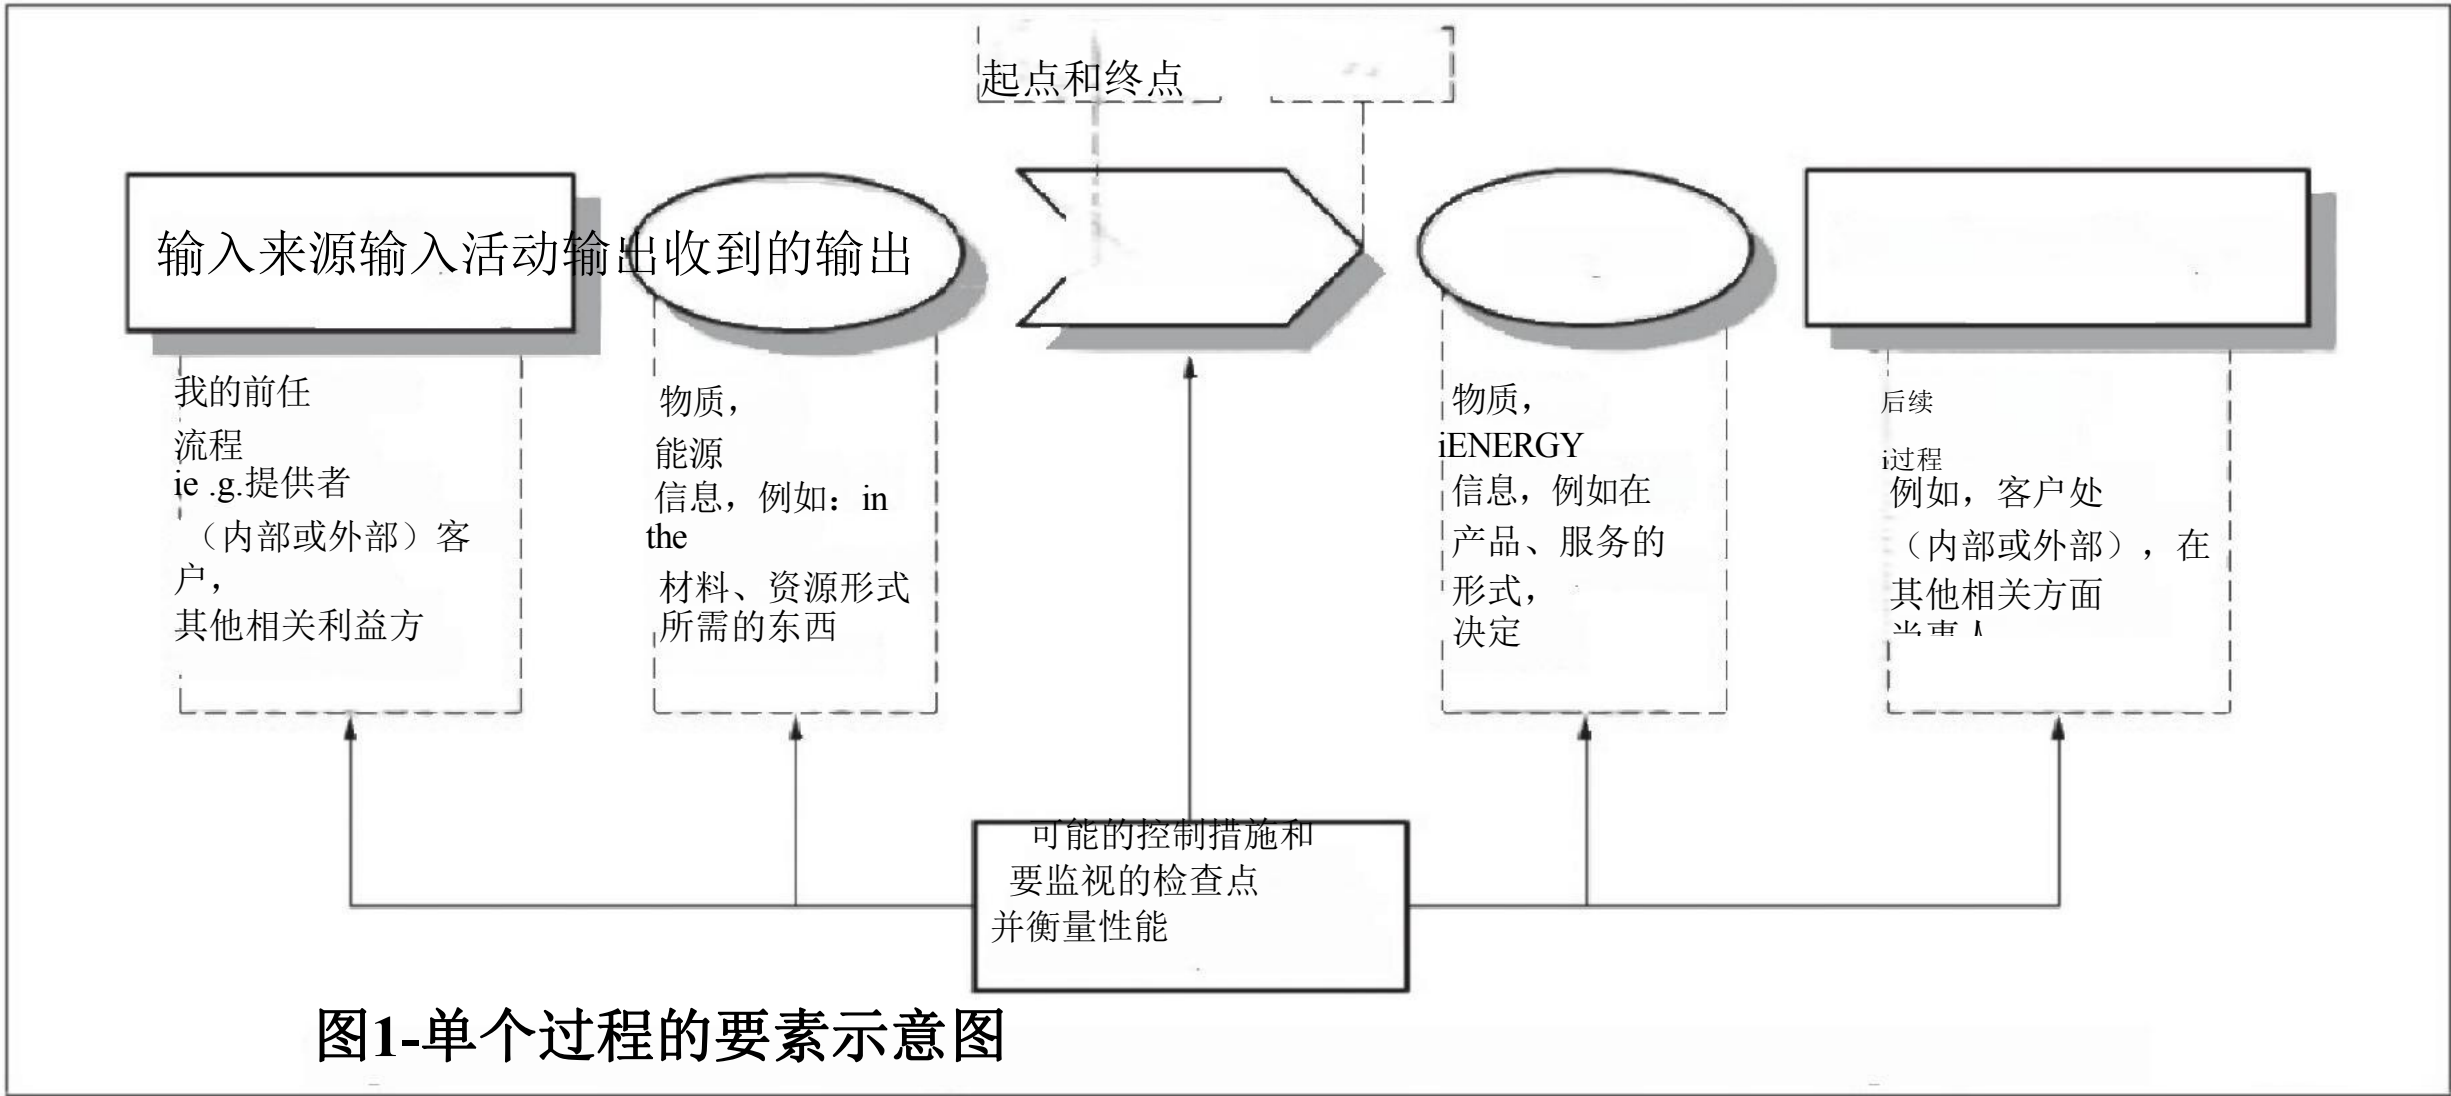 起点和终点
输入来源输入活动输出收到的输出
我的前任
流程
ie .g.提供者
（内部或外部）客
户，
其他相关利益方
物质，
能源
信息，例如：in
the
材料、资源形式
所需的东西
物质，
iENERGY
信息，例如在
产品、服务的
形式，
决定
后续
i过程
例如，客户处
（内部或外部），在
其他相关方面
可能的控制措施和
要监视的检查点
并衡量性能
图1-单个过程的要素示意图